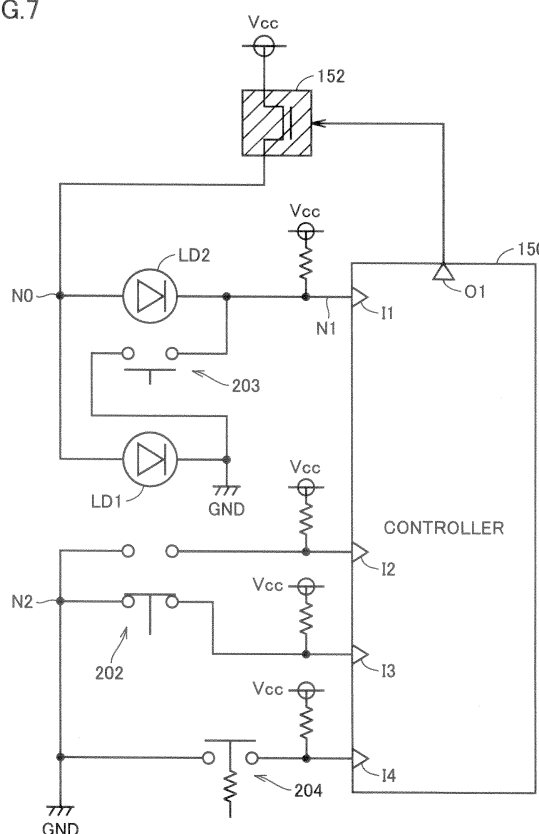 G.7
Vcc
152
LD2
Vcc
150
N0
N1
I1
O1
203
LD1
GND
Vcc
CONTROLLER
I2
N2
Vcc
202
I3
Vcc
204
I4
GND